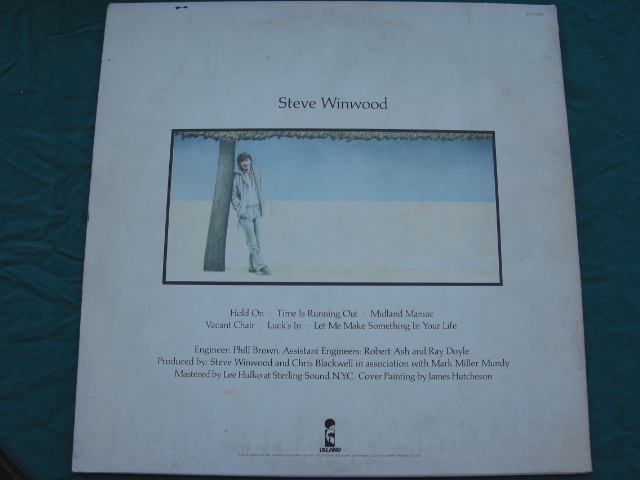 Steve Winwood
Hold On · Time Is Running Out · Midland Maniac
Vacant Chair · Luck's In · Let Me Make Something In Your Life
Engineer: Phill Brown. Assistant Engineers: Robert Ash and Ray Doyle
Produced by: Steve Winwood and Chris Blackwell in association with Mark Miller Mundy
Mastered by Lee Hulko at Sterling Sound. N.Y.C. Cover Painting by James Hutcheson
ISLAND